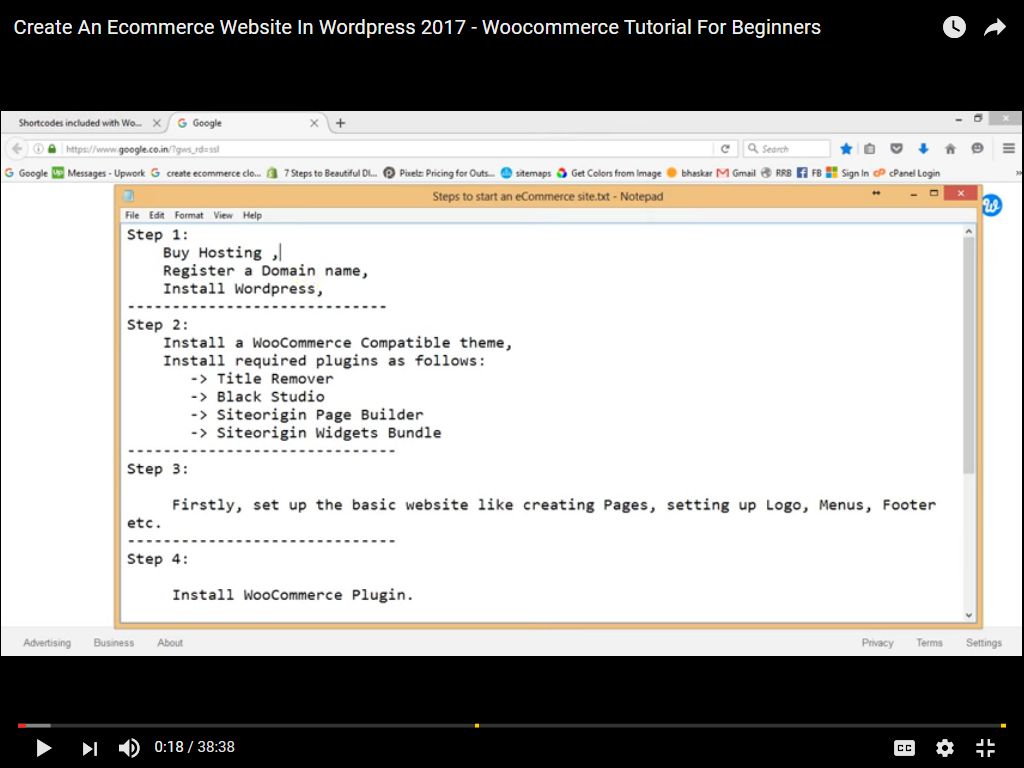 Create An Ecommerce Website In Wordpress 2017 - Woocommerce Tutorial For Beginners
Shortcodes included with Wo...
Google
https://www.google.co.in/?gws_rd=ssl
Search
Google Messages - Upwork create ecommerce clo... 7 Steps to Beautiful DI... Pixelz: Pricing for Outs... sitemaps Get Colors from Image bhaskar Gmail RRB FB Sign In cPanel Login
Steps to start an eCommerce site.txt - Notepad
File Edit Format View Help
Step 1:
Buy Hosting ,
Register a Domain name,
Install Wordpress,
-----------------------------
Step 2:
Install a WooCommerce Compatible theme,
Install required plugins as follows:
-> Title Remover
-> Black Studio
-> Siteorigin Page Builder
-> Siteorigin Widgets Bundle
------------------------------
Step 3:
Firstly, set up the basic website like creating Pages, setting up Logo, Menus, Footer
etc.
------------------------------
Step 4:
Install WooCommerce Plugin.
Advertising Business About Privacy Terms Settings
0:18 / 38:38
CC